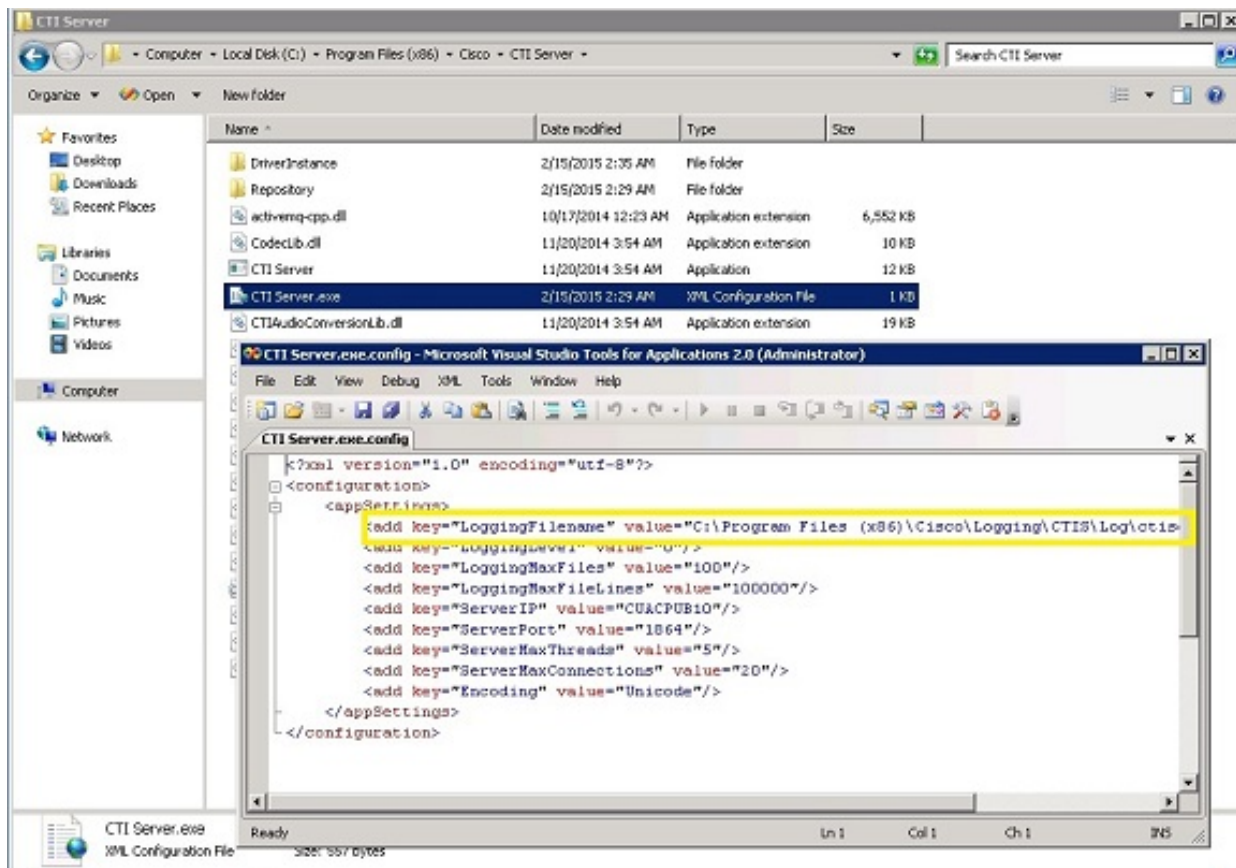 CTI Server
Computer Local Disk (C:) Program Files (x86) Cisco CTI Server
Search CTI Server
Organize Open New folder
Favorites
Desktop
Downloads
Recent Places
Libraries
Documents
Music
Pictures
Videos
Computer
Network
Name Date modified Type Size
DriverInstance 2/15/2015 2:35 AM File folder
Repository 2/15/2015 2:29 AM File folder
activemq-cpp.dll 10/17/2014 12:23 AM Application extension 6,552 KB
CodecLib.dll 11/20/2014 3:54 AM Application extension 10 KB
CTI Server 11/20/2014 3:54 AM Application 12 KB
CTI Server.exe 2/15/2015 2:29 AM XML Configuration File 1 KB
CTIAudioConversionLib.dll 11/20/2014 3:54 AM Application extension 19 KB
CTI Server.exe.config - Microsoft Visual Studio Tools for Applications 2.0 (Administrator)
File Edit View Debug XML Tools Window Help
CTI Server.exe.config
<?xml version="1.0" encoding="utf-8"?>
<configuration>
<appSettings>
<add key="LoggingFilename" value="C:\Program Files (x86)\Cisco\Logging\CTIS\Log\ctis
<add key="LoggingLevel" value="0"/>
<add key="LoggingMaxFiles" value="100"/>
<add key="LoggingMaxFileLines" value="100000"/>
<add key="ServerIP" value="CUACPUB10"/>
<add key="ServerPort" value="1864"/>
<add key="ServerMaxThreads" value="5"/>
<add key="ServerMaxConnections" value="20"/>
<add key="Encoding" value="Unicode"/>
</appSettings>
</configuration>
Ready Ln 1 Col 1 Ch 1 INS
CTI Server.exe
XML Configuration File Size: 557 bytes